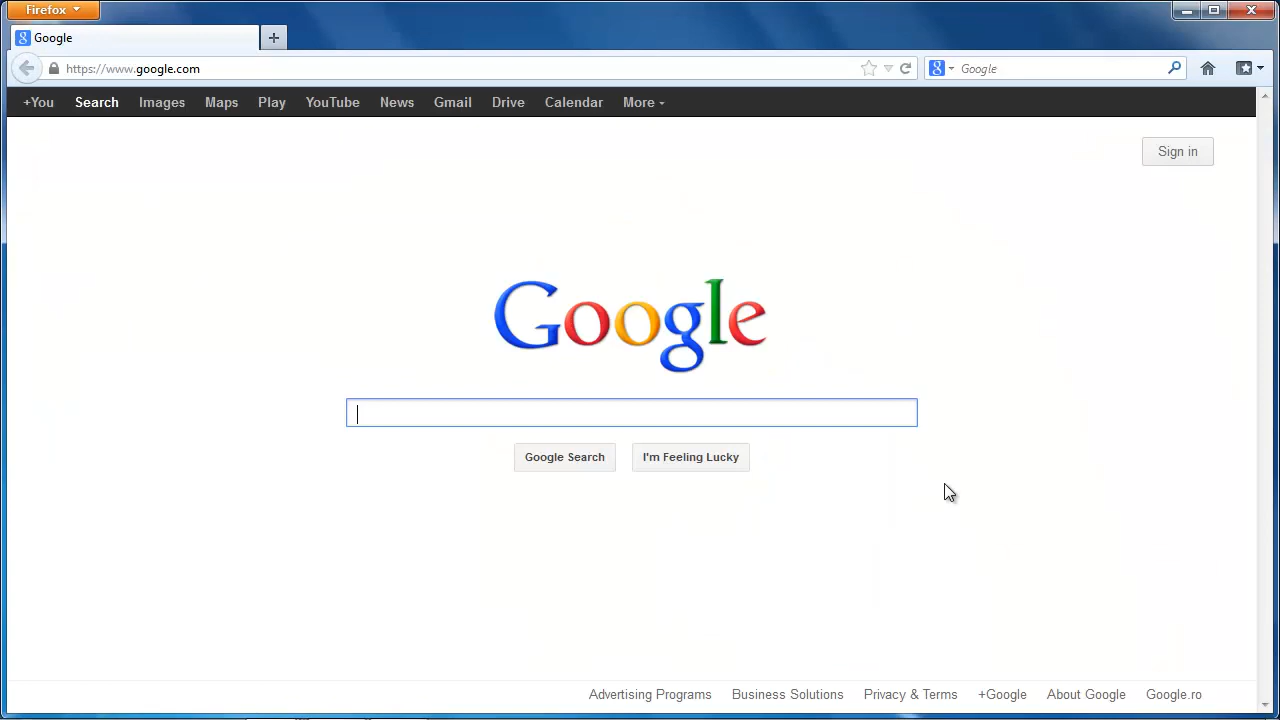 Firefox
Google
https://www.google.com
Google
+You Search Images Maps Play YouTube News Gmail Drive Calendar More
Sign in
Google
Google Search I'm Feeling Lucky
Advertising Programs Business Solutions Privacy & Terms +Google About Google Google.ro